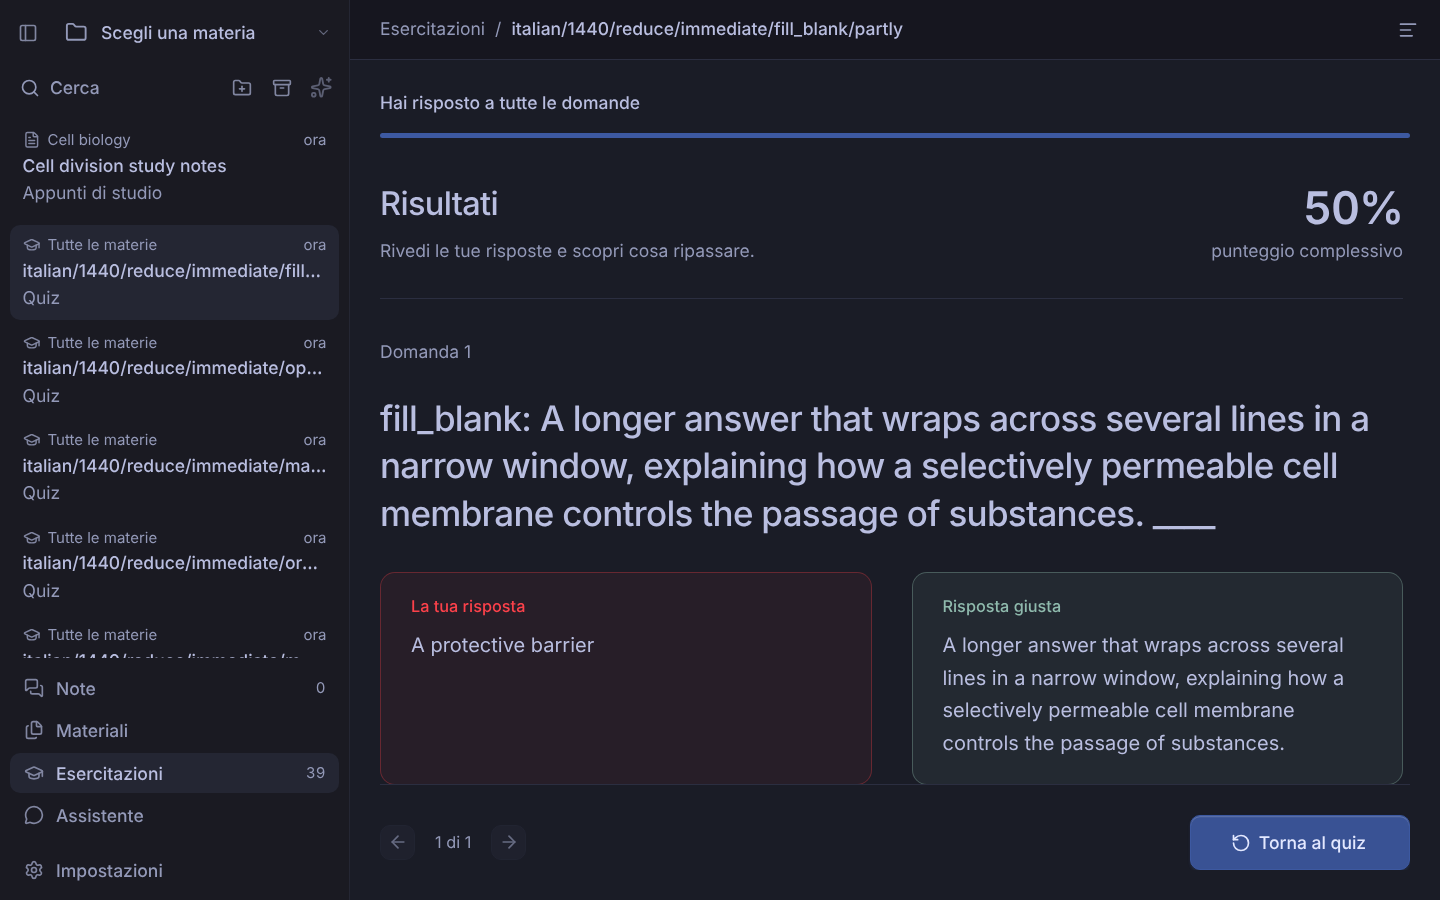 Scegli una materia
Cerca
Cell biology
ora
Cell division study notes
Appunti di studio
Tutte le materie
ora
italian/1440/reduce/immediate/fill...
Quiz
Tutte le materie
ora
italian/1440/reduce/immediate/op...
Quiz
Tutte le materie
ora
italian/1440/reduce/immediate/ma...
Quiz
Tutte le materie
ora
italian/1440/reduce/immediate/or...
Quiz
Tutte le materie
ora
Note
0
Materiali
Esercitazioni
39
Assistente
Impostazioni
Esercitazioni / italian/1440/reduce/immediate/fill_blank/partly
Hai risposto a tutte le domande
Risultati
50%
Rivedi le tue risposte e scopri cosa ripassare.
punteggio complessivo
Domanda 1
fill_blank: A longer answer that wraps across several lines in a
narrow window, explaining how a selectively permeable cell
membrane controls the passage of substances. ____
La tua risposta
A protective barrier
Risposta giusta
A longer answer that wraps across several
lines in a narrow window, explaining how a
selectively permeable cell membrane
controls the passage of substances.
1 di 1
Torna al quiz